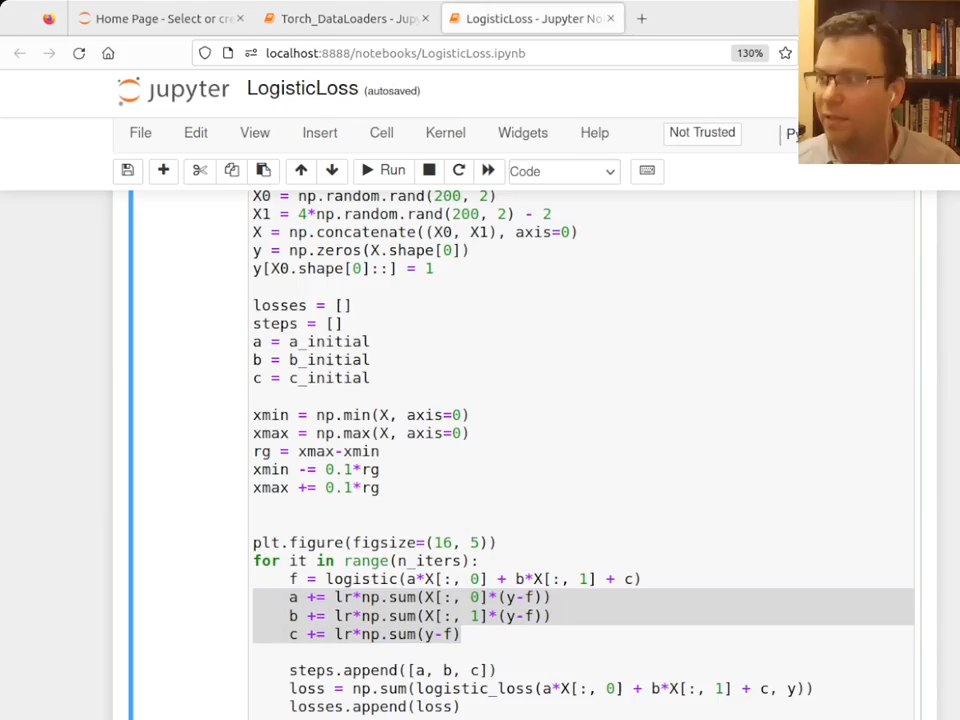 Home Page - Select or cre
Torch_DataLoaders - Jupy
LogisticLoss - Jupyter No
localhost:8888/notebooks/LogisticLoss.ipynb
130%
jupyter LogisticLoss (autosaved)
File Edit View Insert Cell Kernel Widgets Help Not Trusted
Run Code
X0 = np.random.rand(200, 2)
X1 = 4*np.random.rand(200, 2) - 2
X = np.concatenate((X0, X1), axis=0)
y = np.zeros(X.shape[0])
y[X0.shape[0]::] = 1
losses = []
steps = []
a = a_initial
b = b_initial
c = c_initial
xmin = np.min(X, axis=0)
xmax = np.max(X, axis=0)
rg = xmax-xmin
xmin -= 0.1*rg
xmax += 0.1*rg
plt.figure(figsize=(16, 5))
for it in range(n_iters):
f = logistic(a*X[:, 0] + b*X[:, 1] + c)
a += lr*np.sum(X[:, 0]*(y-f))
b += lr*np.sum(X[:, 1]*(y-f))
c += lr*np.sum(y-f)
steps.append([a, b, c])
loss = np.sum(logistic_loss(a*X[:, 0] + b*X[:, 1] + c, y))
losses.append(loss)